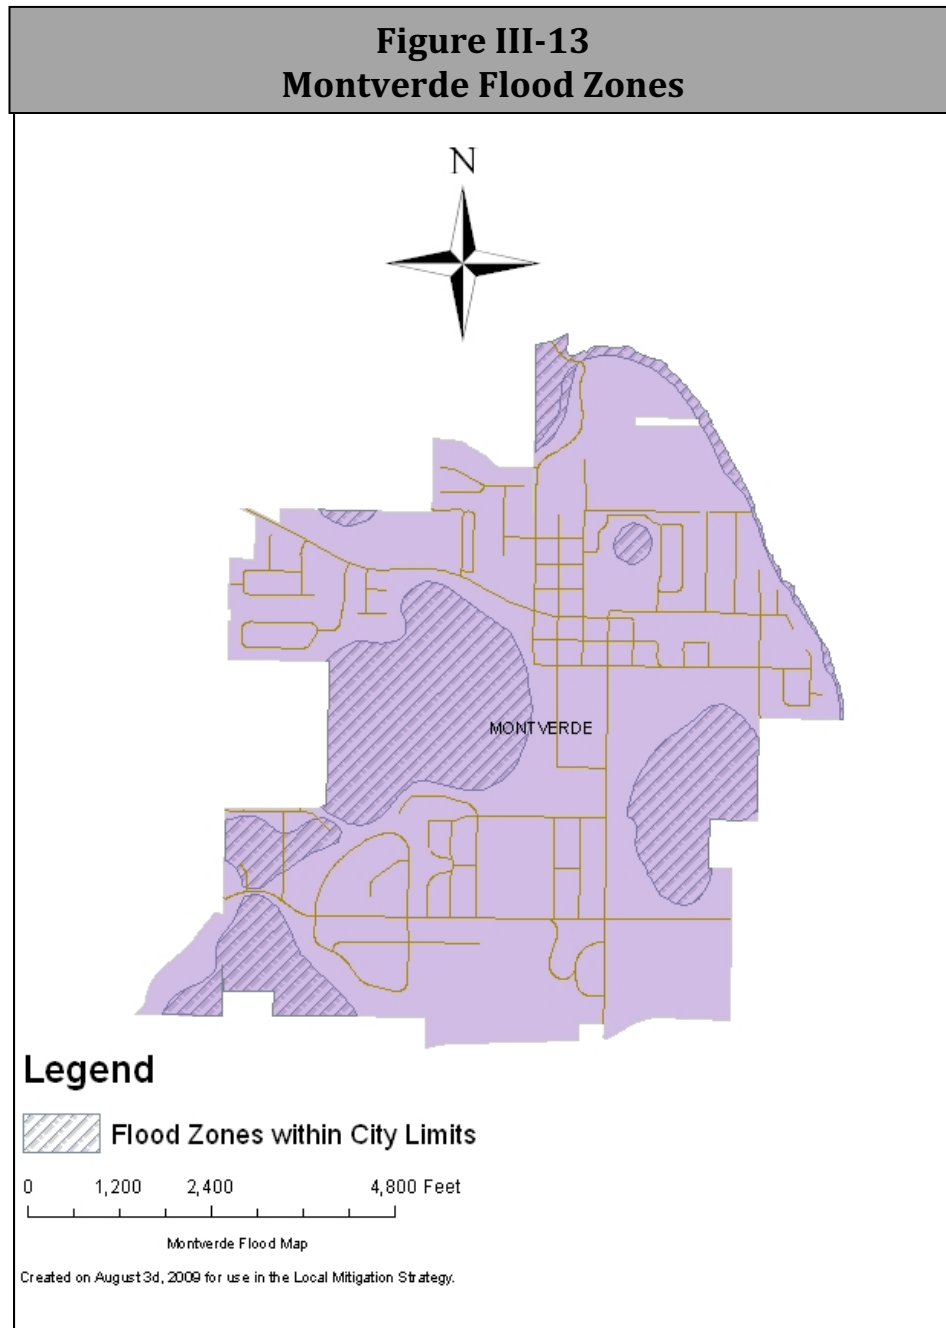 Figure III-13
Montverde Flood Zones
N
MONTVERDE
Legend
Flood Zones within City Limits
0 1,200 2,400 4,800 Feet
Montverde Flood Map
Created on August 3d, 2009 for use in the Local Mitigation Strategy.